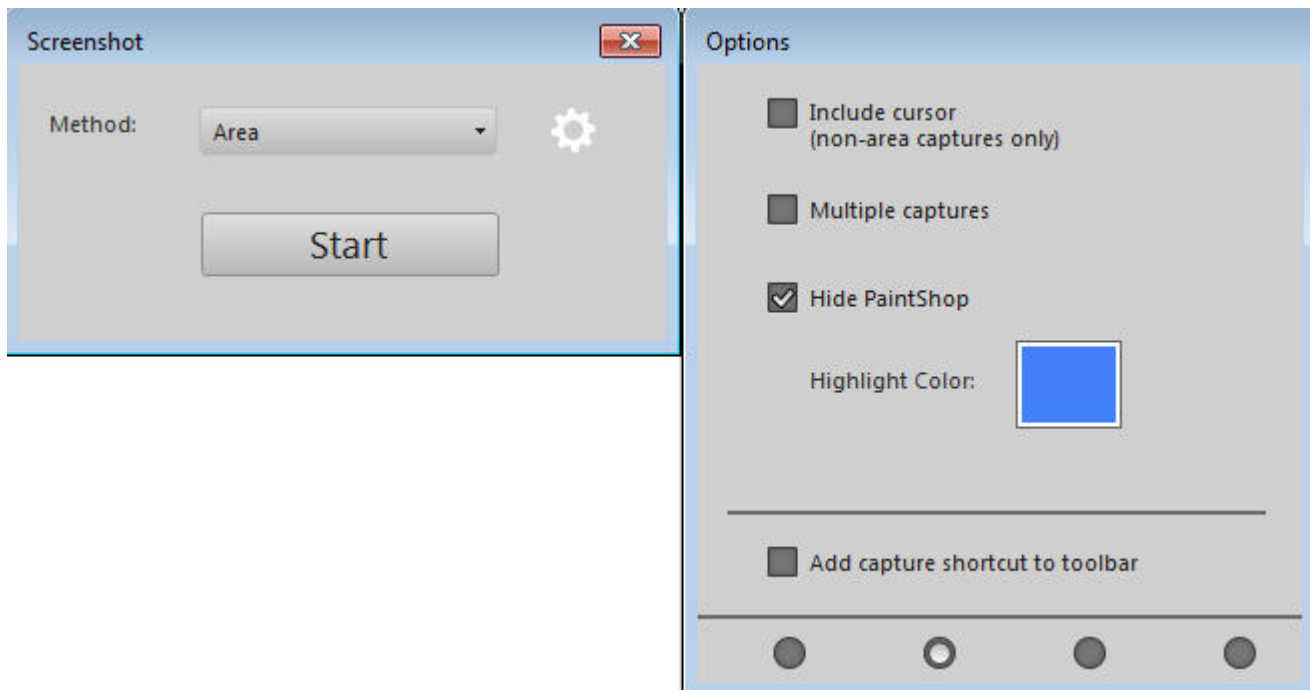 Screenshot
Method:
Area
Start
Options
Include cursor
(non-area captures only)
Multiple captures
Hide PaintShop
Highlight Color:
Add capture shortcut to toolbar